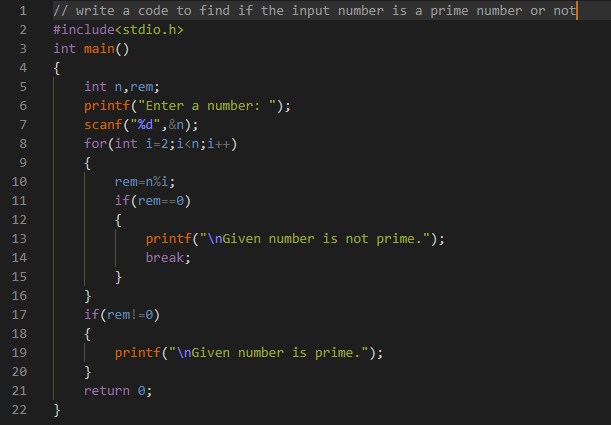 1 // write a code to find if the input number is a prime number or not
2 #include<stdio.h>
3 int main()
4 {
5     int n,rem;
6     printf("Enter a number: ");
7     scanf("%d",&n);
8     for(int i=2;i<n;i++)
9     {
10         rem=n%i;
11         if(rem==0)
12         {
13             printf("\nGiven number is not prime.");
14             break;
15         }
16     }
17     if(rem!=0)
18     {
19         printf("\nGiven number is prime.");
20     }
21     return 0;
22 }